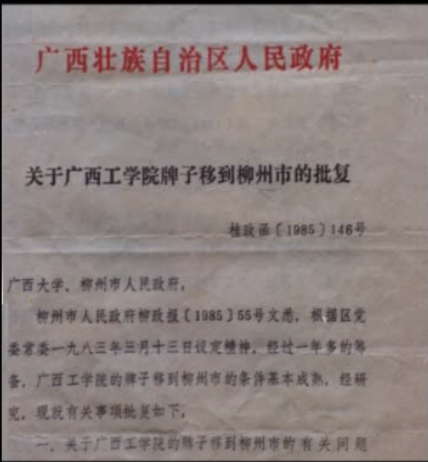 广西壮族自治区人民政府
关于广西工学院牌子移到柳州市的批复
桂政函〔1985〕146号
广西大学、柳州市人民政府，
柳州市人民政府柳政报〔1985〕55号文悉，根据区党
委常委一九八三年三月十三日议定精神，经过一年多的筹
备，广西工学院的牌子移到柳州市的条件基本成熟，经研
究，现就有关事项批复如下，
一、关于广西工学院的牌子移到柳州市的有关问题